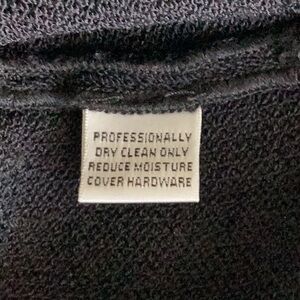 PROFESSIONALLY
DRY CLEAN ONLY
REDUCE MOISTURE
COVER HARDWARE